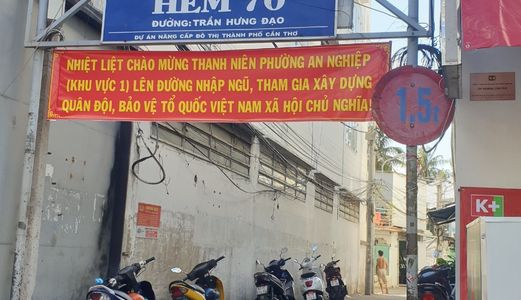 HẺM 70
ĐƯỜNG: TRẦN HƯNG ĐẠO
DỰ ÁN NÂNG CẤP ĐÔ THỊ THÀNH PHỐ CẦN THƠ
NHIỆT LIỆT CHÀO MỪNG THANH NIÊN PHƯỜNG AN NGHIỆP
(KHU VỰC 1) LÊN ĐƯỜNG NHẬP NGŨ, THAM GIA XÂY DỰNG
QUÂN ĐỘI, BẢO VỆ TỔ QUỐC VIỆT NAM XÃ HỘI CHỦ NGHĨA!
1,5T
K+